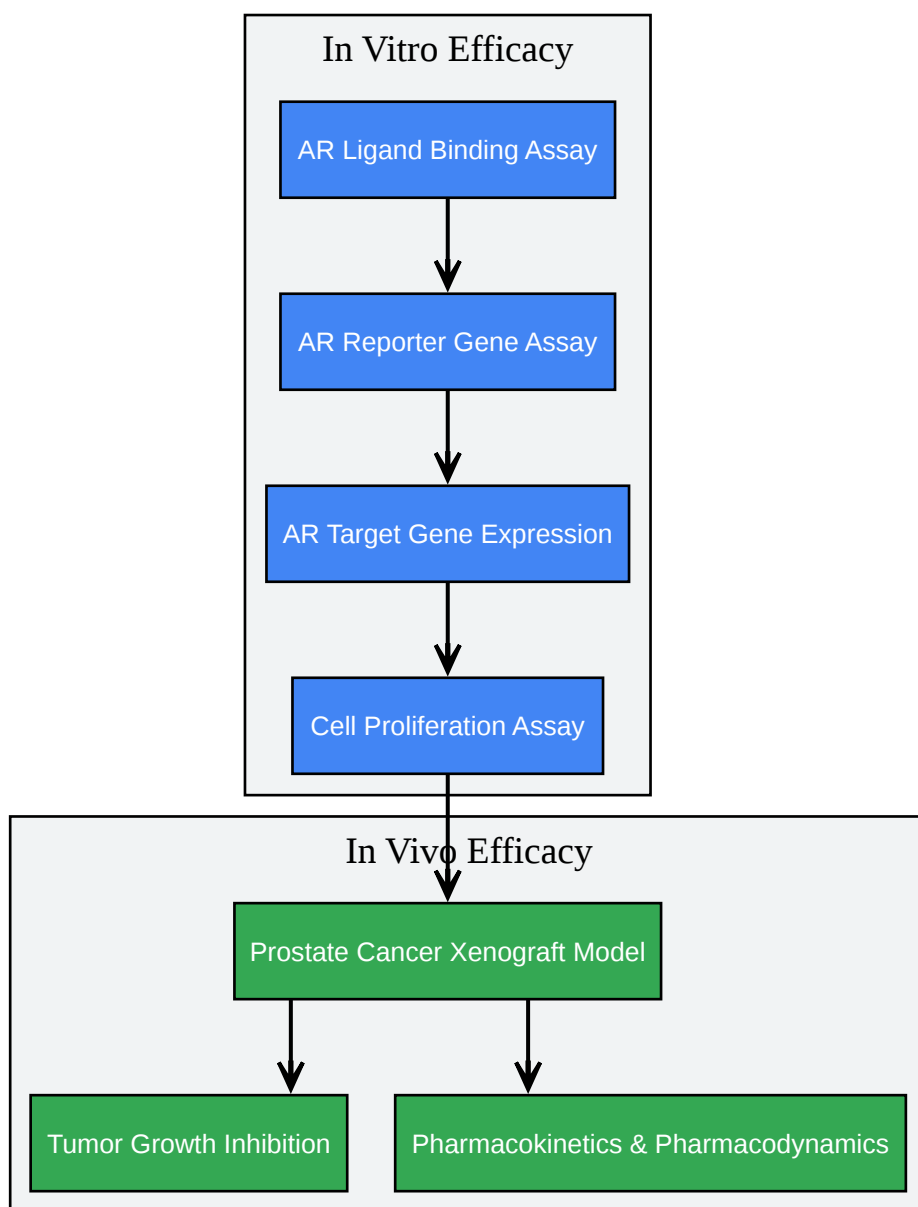 In Vitro Efficacy
AR Ligand Binding Assay
AR Reporter Gene Assay
AR Target Gene Expression
Cell Proliferation Assay
In Vivo Efficacy
Prostate Cancer Xenograft Model
Tumor Growth Inhibition
Pharmacokinetics & Pharmacodynamics